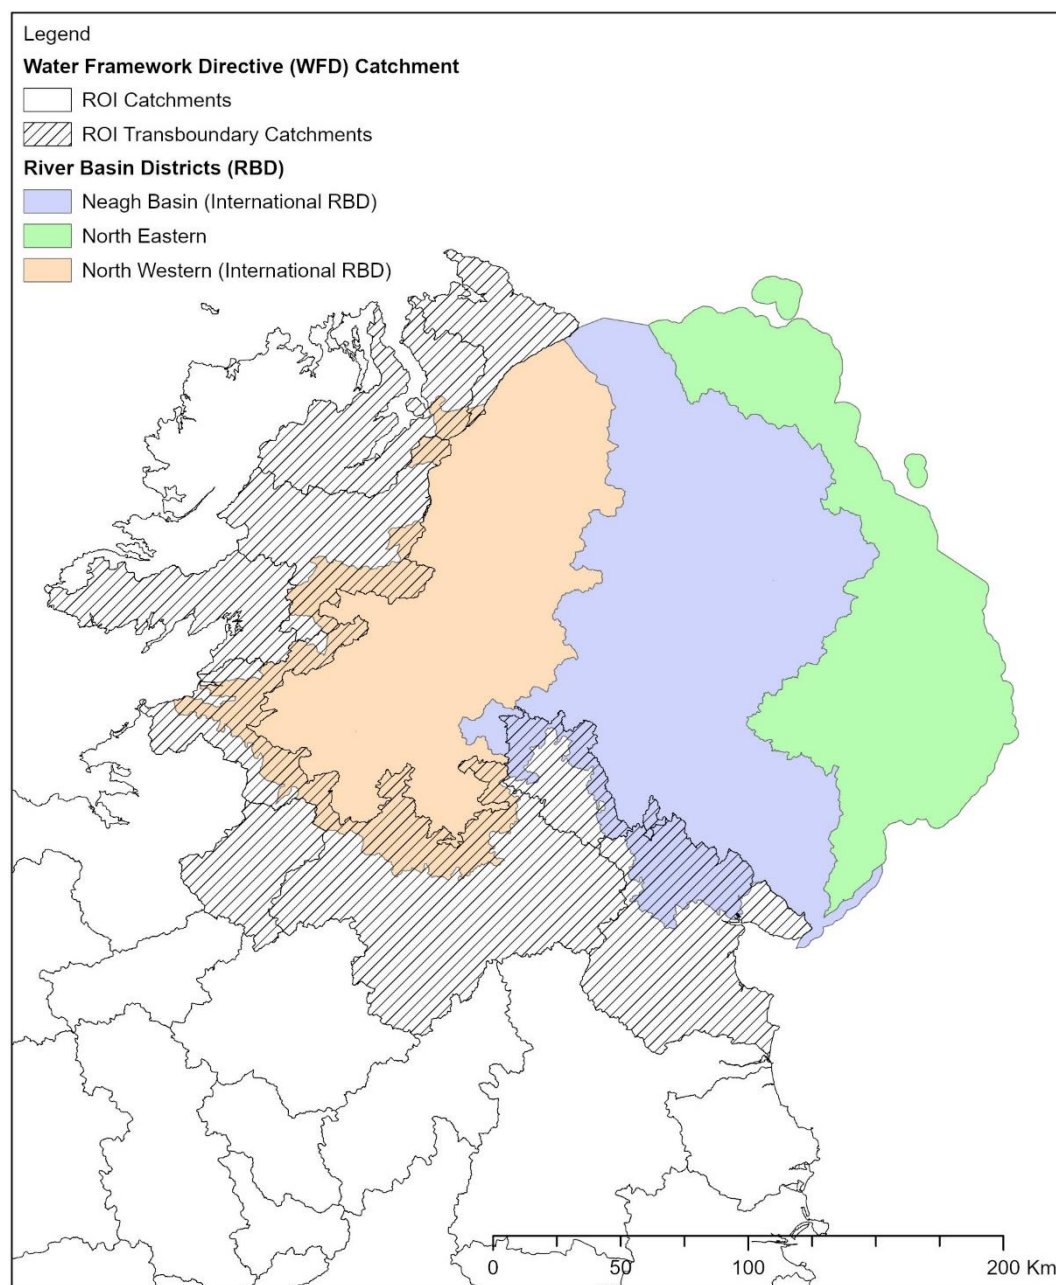 Legend
Water Framework Directive (WFD) Catchment
ROI Catchments
ROI Transboundary Catchments
River Basin Districts (RBD)
Neagh Basin (International RBD)
North Eastern
North Western (International RBD)
0 50 100 200 Km